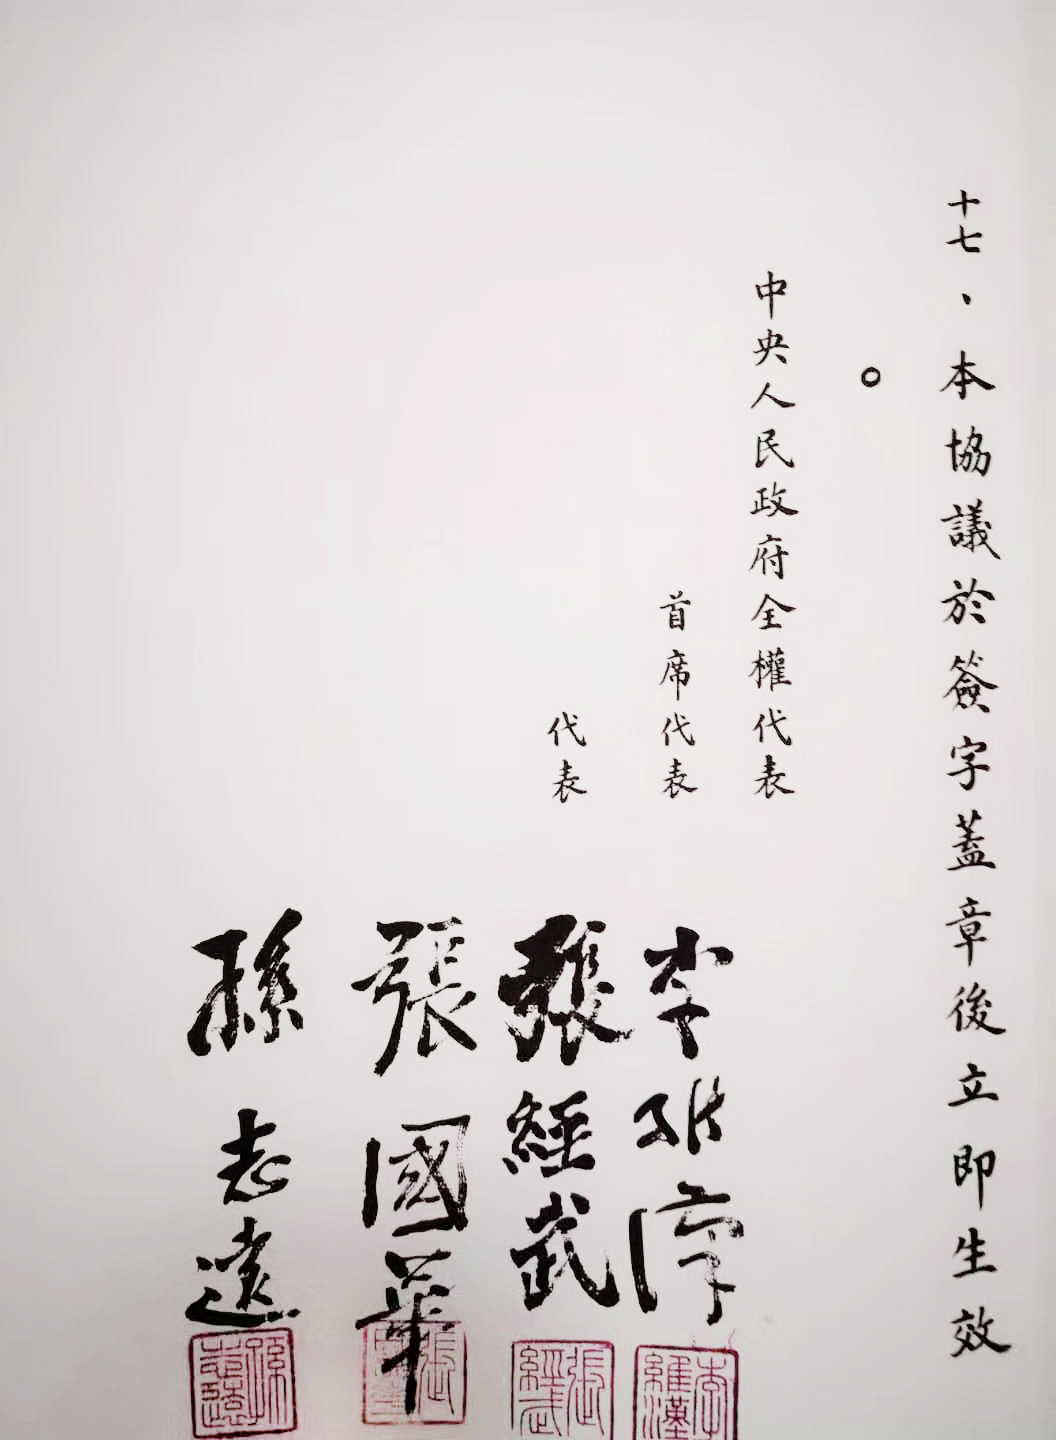 十七、本協議於簽字蓋章後立即生效
。
中央人民政府全權代表
首席代表
李維漢
代表
張經武
張國華
孫志遠
李維漢
張經武
張
孫志遠